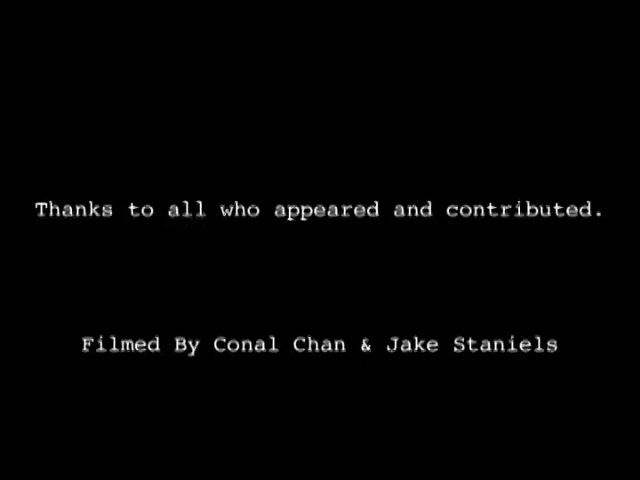 Thanks to all who appeared and contributed.
Filmed By Conal Chan & Jake Staniels